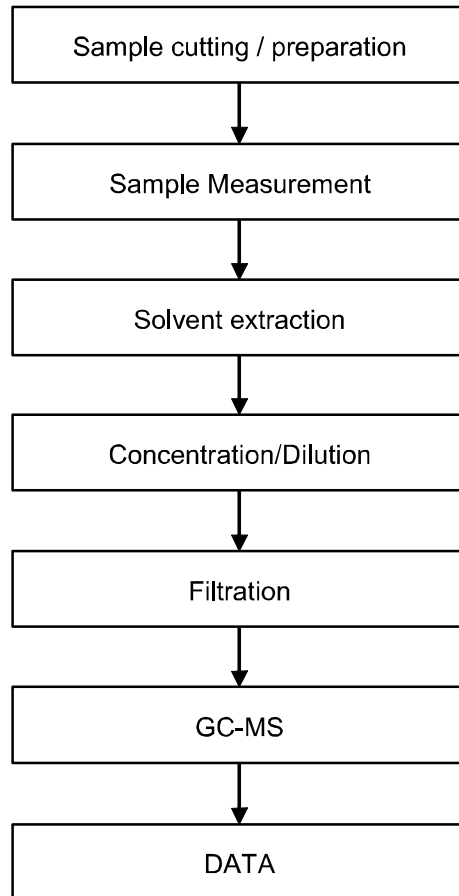 Sample cutting / preparation
Sample Measurement
Solvent extraction
Concentration/Dilution
Filtration
GC-MS
DATA